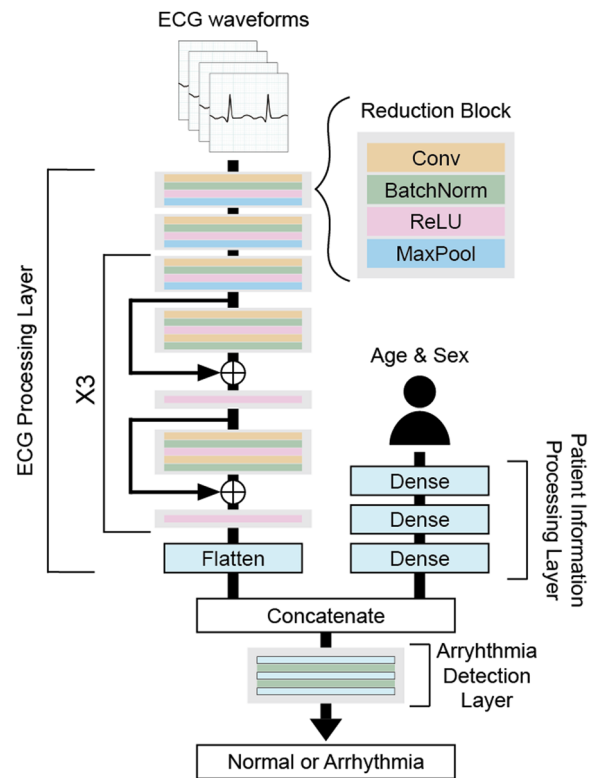 ECG waveforms
Reduction Block
Conv
BatchNorm
ReLU
MaxPool
ECG Processing Layer
X3
Age & Sex
Dense
Dense
Dense
Patient Information
Processing Layer
Flatten
Concatenate
Arryhthmia
Detection
Layer
Normal or Arrhythmia